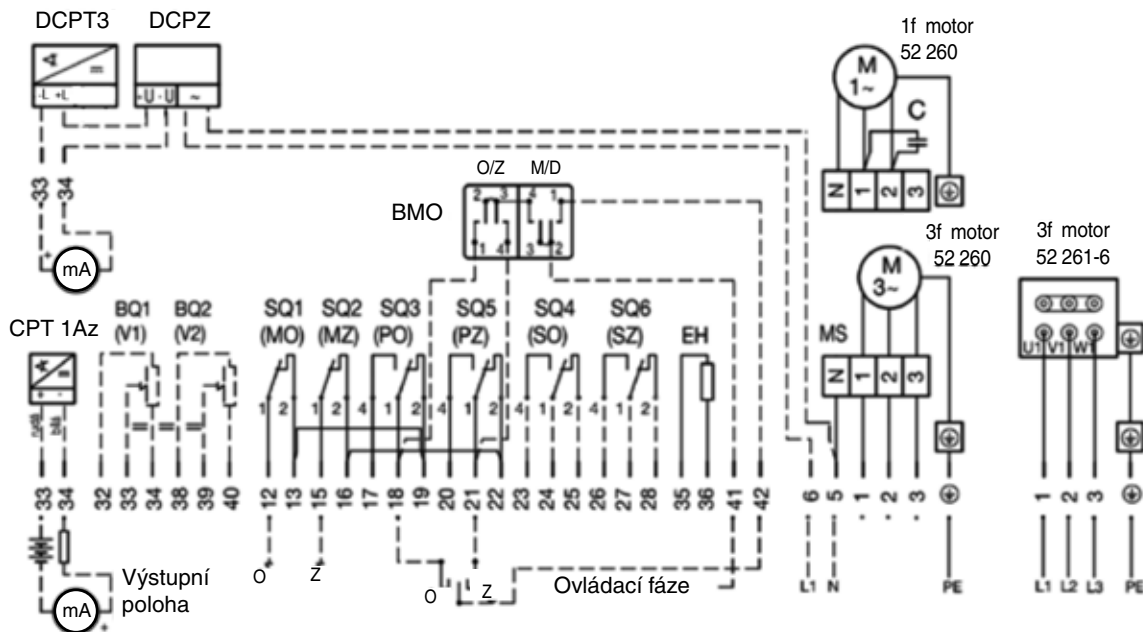 DCPT3 DCPZ
A
-L +L -U -U ~
33 34
mA
+
1f motor
52 260
M
1~
C
N 1 2 3
O/Z M/D
BMO
2 3 4 1
1 4 3 2
3f motor
52 260
M
3~
MS
N 1 2 3
3f motor
52 261-6
U1 V1 W1
CPT 1Az
A
+ -
rudá bílá
BQ1 BQ2
(V1) (V2)
SQ1 SQ2 SQ3 SQ5 SQ4 SQ6
(MO) (MZ) (PO) (PZ) (SO) (SZ) EH
1 2 1 2 4 1 2 4 1 2 4 1 2 4 1 2
33 34 32 33 34 38 39 40 12 13 15 16 17 18 19 20 21 22 23 24 25 26 27 28 35 36 41 42 6 5 1 2 3 1 2 3
Výstupní
poloha
mA
+
O Z
O Z
Ovládací fáze
L1 N PE L1 L2 L3 PE